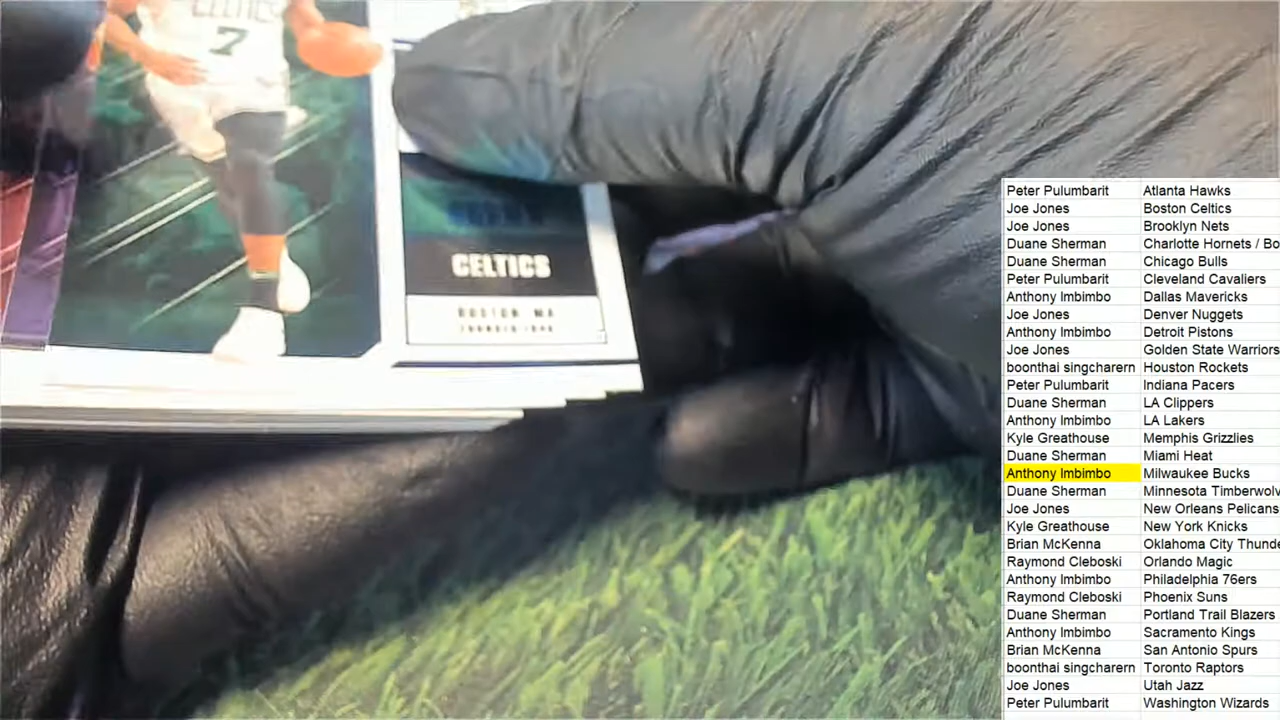 CELTICS
7
CELTICS
BOSTON MA
Peter Pulumbarit Atlanta Hawks
Joe Jones Boston Celtics
Joe Jones Brooklyn Nets
Duane Sherman Charlotte Hornets / Bo
Duane Sherman Chicago Bulls
Peter Pulumbarit Cleveland Cavaliers
Anthony Imbimbo Dallas Mavericks
Joe Jones Denver Nuggets
Anthony Imbimbo Detroit Pistons
Joe Jones Golden State Warriors
boonthai singcharern Houston Rockets
Peter Pulumbarit Indiana Pacers
Duane Sherman LA Clippers
Anthony Imbimbo LA Lakers
Kyle Greathouse Memphis Grizzlies
Duane Sherman Miami Heat
Anthony Imbimbo Milwaukee Bucks
Duane Sherman Minnesota Timberwolv
Joe Jones New Orleans Pelicans
Kyle Greathouse New York Knicks
Brian McKenna Oklahoma City Thunde
Raymond Cleboski Orlando Magic
Anthony Imbimbo Philadelphia 76ers
Raymond Cleboski Phoenix Suns
Duane Sherman Portland Trail Blazers
Anthony Imbimbo Sacramento Kings
Brian McKenna San Antonio Spurs
boonthai singcharern Toronto Raptors
Joe Jones Utah Jazz
Peter Pulumbarit Washington Wizards